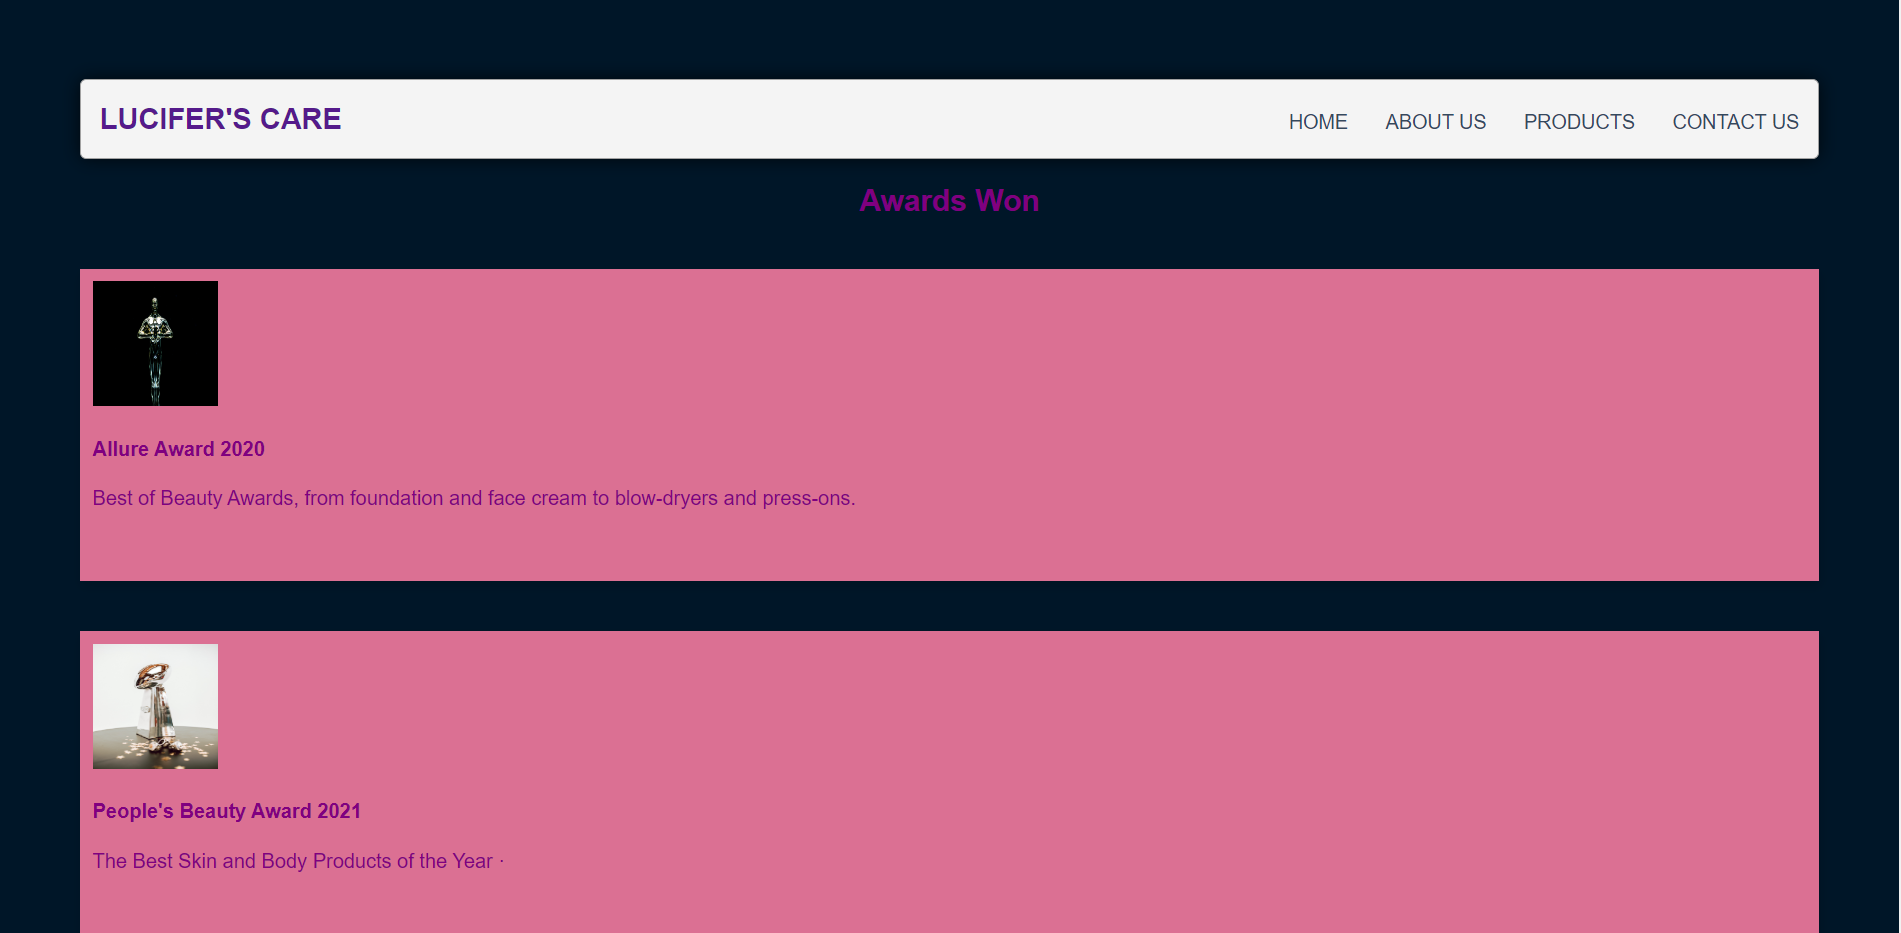 LUCIFER'S CARE
HOME ABOUT US PRODUCTS CONTACT US
Awards Won
Allure Award 2020
Best of Beauty Awards, from foundation and face cream to blow-dryers and press-ons.
People's Beauty Award 2021
The Best Skin and Body Products of the Year ·